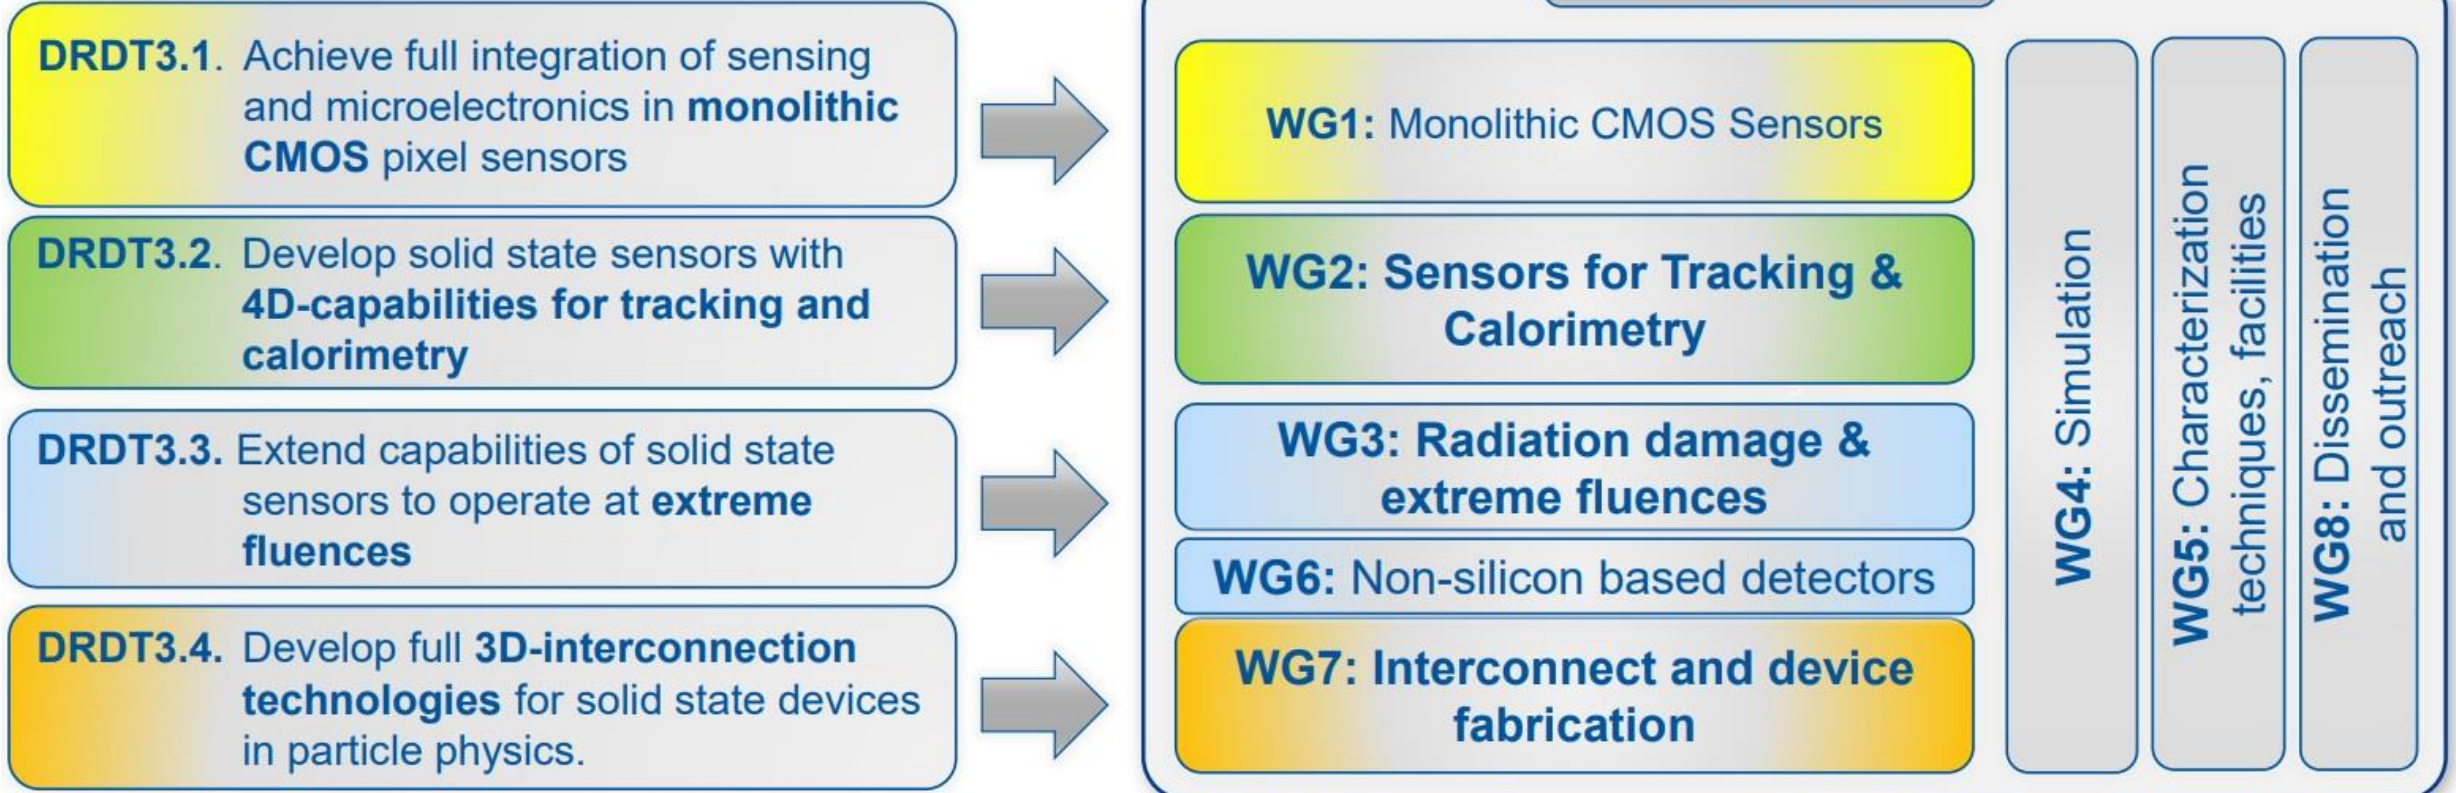 DRDT3.1. Achieve full integration of sensing
and microelectronics in monolithic
CMOS pixel sensors
DRDT3.2. Develop solid state sensors with
4D-capabilities for tracking and
calorimetry
DRDT3.3. Extend capabilities of solid state
sensors to operate at extreme
fluences
DRDT3.4. Develop full 3D-interconnection
technologies for solid state devices
in particle physics.
WG1: Monolithic CMOS Sensors
WG2: Sensors for Tracking &
Calorimetry
WG3: Radiation damage &
extreme fluences
WG6: Non-silicon based detectors
WG7: Interconnect and device
fabrication
WG4: Simulation
WG5: Characterization
techniques, facilities
WG8: Dissemination
and outreach